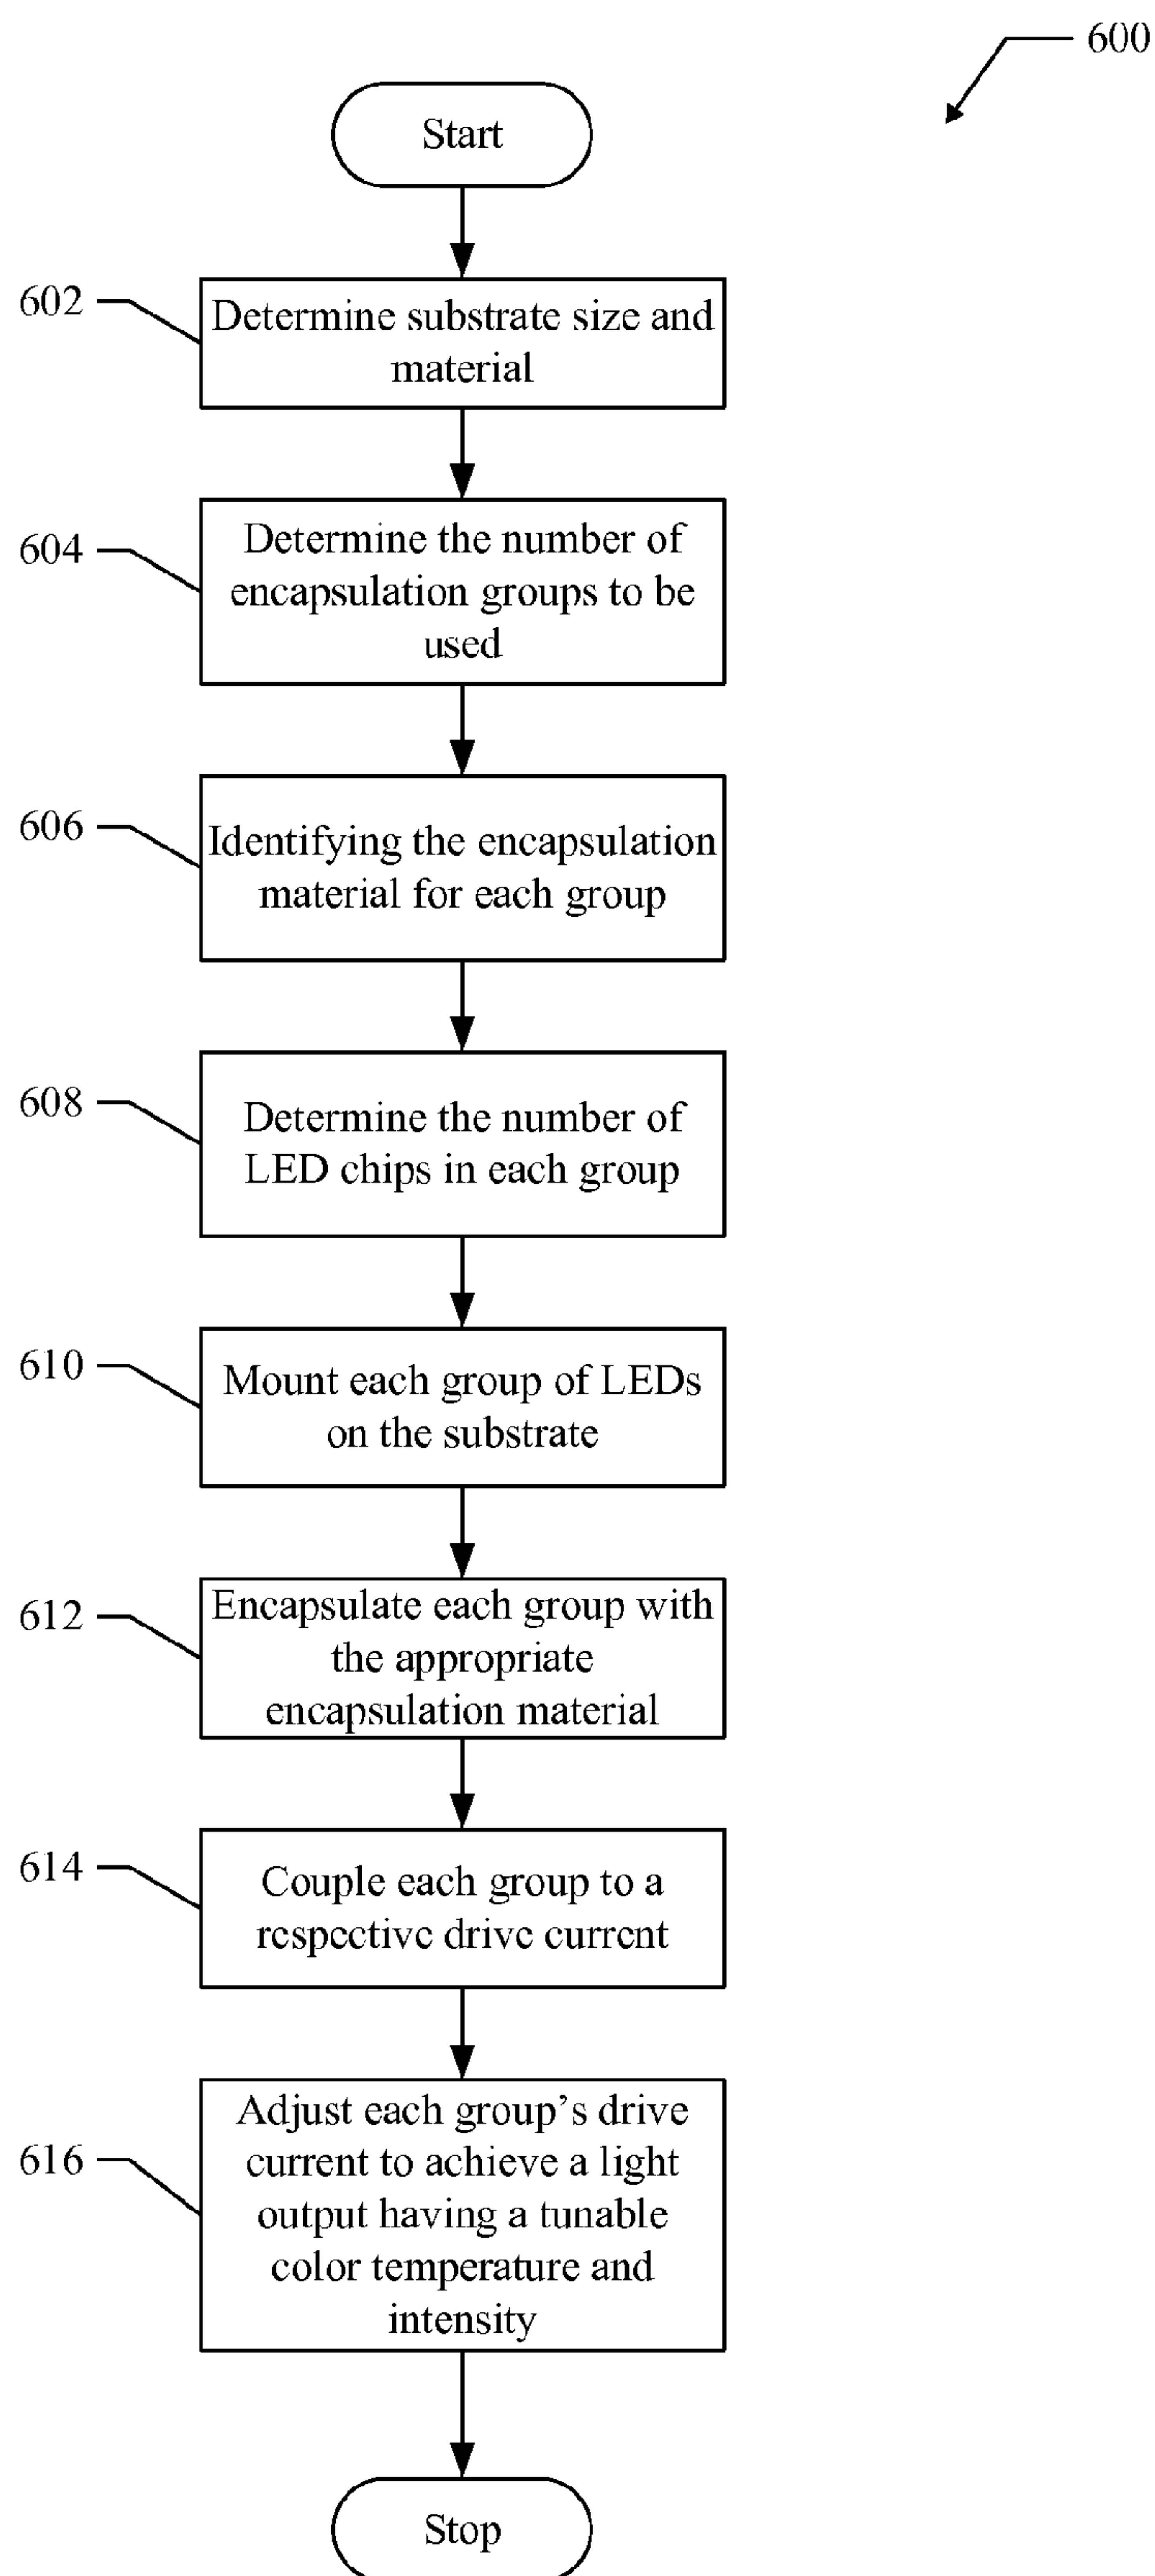 600
Start
602
Determine substrate size and
material
604
Determine the number of
encapsulation groups to be
used
606
Identifying the encapsulation
material for each group
608
Determine the number of
LED chips in each group
610
Mount each group of LEDs
on the substrate
612
Encapsulate each group with
the appropriate
encapsulation material
614
Couple each group to a
respective drive current
616
Adjust each group’s drive
current to achieve a light
output having a tunable
color temperature and
intensity
Stop